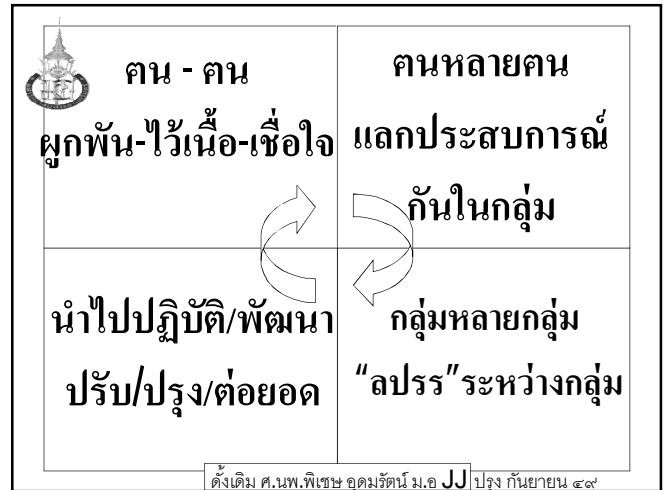 ฅน - ฅน
ผูกพัน-ไว้เนื้อ-เชื่อใจ
ฅนหลายฅน
แลกประสบการณ์
กันในกลุ่ม
นำไปปฏิบัติ/พัฒนา
ปรับ/ปรุง/ต่อยอด
กลุ่มหลายกลุ่ม
“ลปรร”ระหว่างกลุ่ม
ดั้งเดิม ศ.นพ.พิเชษ อุดมรัตน์ ม.อ JJ ปรุง กันยายน ๔๙